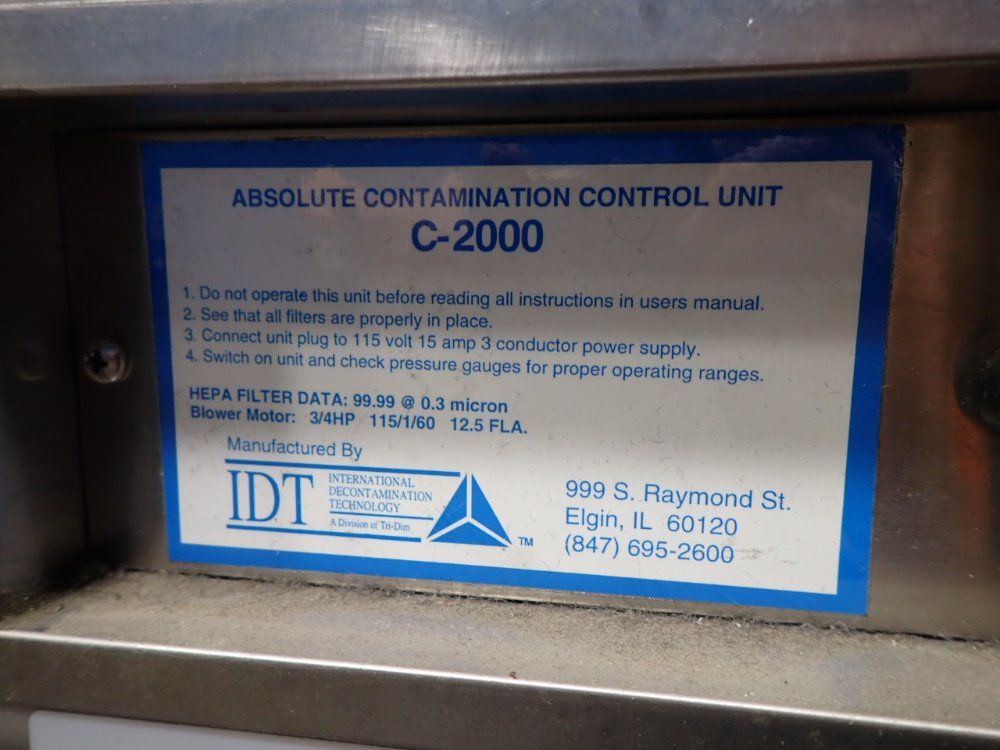 ABSOLUTE CONTAMINATION CONTROL UNIT
C-2000
1. Do not operate this unit before reading all instructions in users manual.
2. See that all filters are properly in place.
3. Connect unit plug to 115 volt 15 amp 3 conductor power supply.
4. Switch on unit and check pressure gauges for proper operating ranges.
HEPA FILTER DATA: 99.99 @ 0.3 micron
Blower Motor: 3/4HP 115/1/60 12.5 FLA.
Manufactured By
IDT
INTERNATIONAL
DECONTAMINATION
TECHNOLOGY
A Division of Tri-Dim
TM
999 S. Raymond St.
Elgin, IL 60120
(847) 695-2600